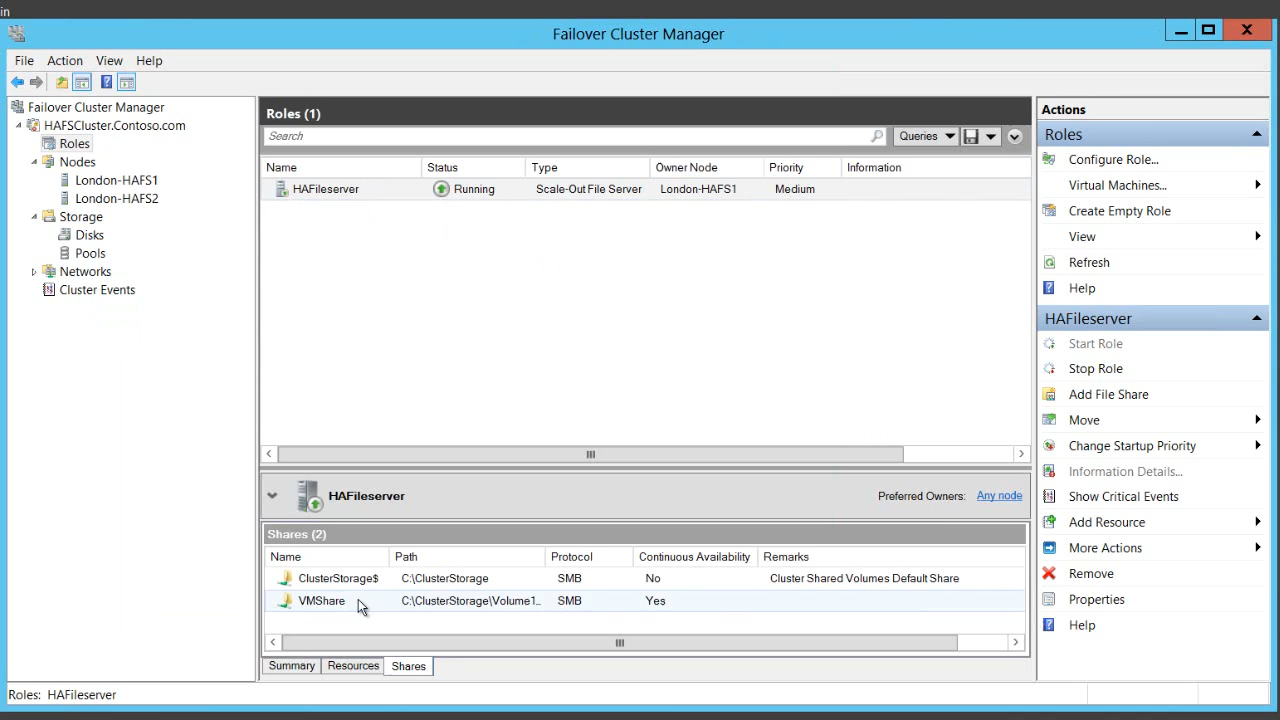 in
Failover Cluster Manager
File Action View Help
Failover Cluster Manager
HAFSCluster.Contoso.com
Roles
Nodes
London-HAFS1
London-HAFS2
Storage
Disks
Pools
Networks
Cluster Events
Roles (1)
Search
Queries
Name Status Type Owner Node Priority Information
HAFileserver Running Scale-Out File Server London-HAFS1 Medium
HAFileserver
Preferred Owners: Any node
Shares (2)
Name Path Protocol Continuous Availability Remarks
ClusterStorage$ C:\ClusterStorage SMB No Cluster Shared Volumes Default Share
VMShare C:\ClusterStorage\Volume1... SMB Yes
Summary Resources Shares
Actions
Roles
Configure Role...
Virtual Machines...
Create Empty Role
View
Refresh
Help
HAFileserver
Start Role
Stop Role
Add File Share
Move
Change Startup Priority
Information Details...
Show Critical Events
Add Resource
More Actions
Remove
Properties
Help
Roles: HAFileserver